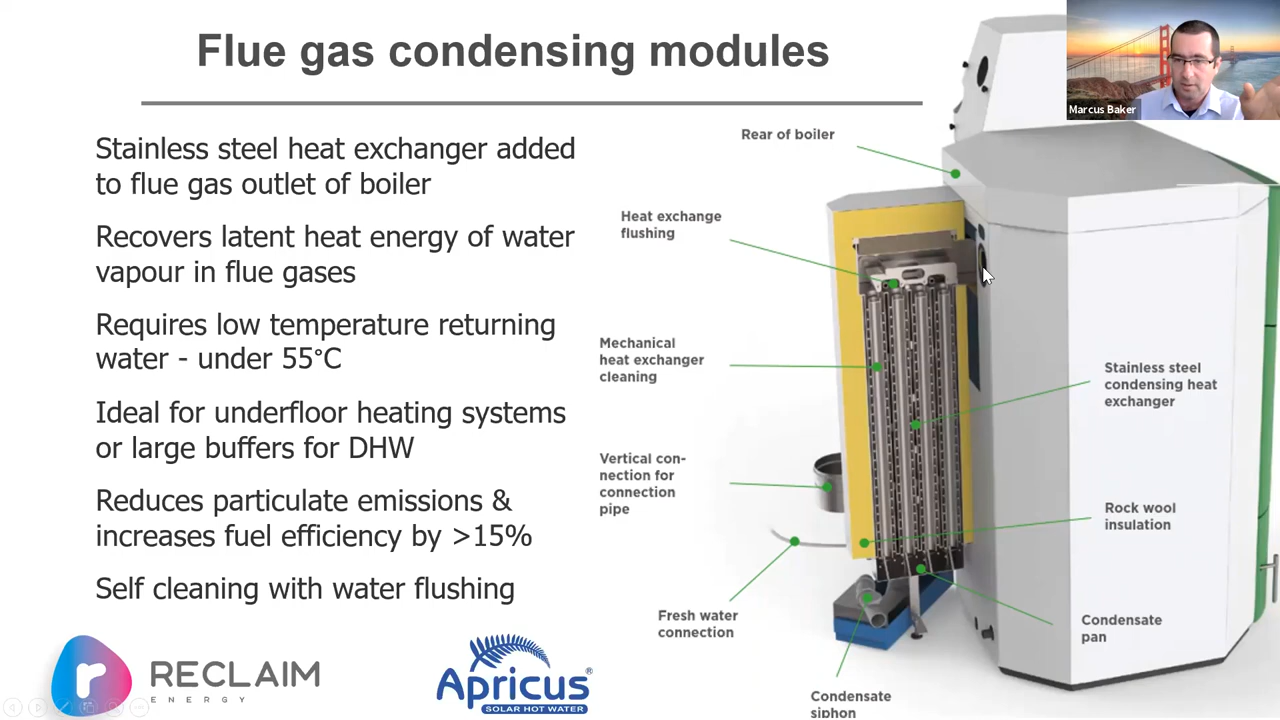 Flue gas condensing modules
Marcus Baker
Stainless steel heat exchanger added
to flue gas outlet of boiler
Recovers latent heat energy of water
vapour in flue gases
Requires low temperature returning
water - under 55°C
Ideal for underfloor heating systems
or large buffers for DHW
Reduces particulate emissions &
increases fuel efficiency by >15%
Self cleaning with water flushing
Rear of boiler
Heat exchange
flushing
Mechanical
heat exchanger
cleaning
Vertical con-
nection for
connection
pipe
Fresh water
connection
Condensate
siphon
Stainless steel
condensing heat
exchanger
Rock wool
insulation
Condensate
pan
r RECLAIM
ENERGY
Apricus®
SOLAR HOT WATER